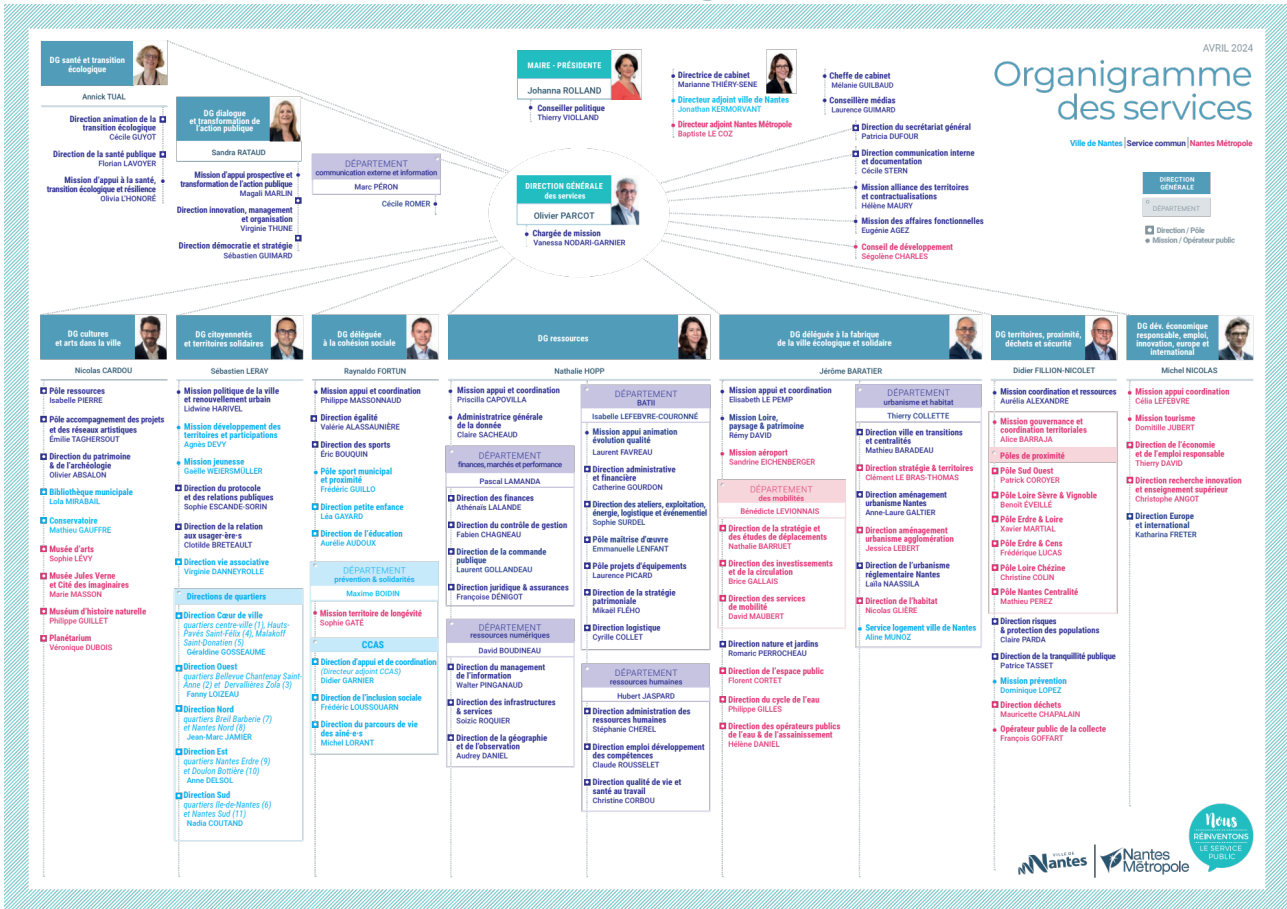 AVRIL 2024
Organigramme
des services
Ville de Nantes | Service commun | Nantes Métropole
DIRECTION
GÉNÉRALE
DÉPARTEMENT
Direction / Pôle
Mission / Opérateur public
DG santé et transition
écologique
Annick TUAL
Direction animation de la
transition écologique
Cécile GUYOT
Direction de la santé publique
Florian LAVOYER
Mission d'appui à la santé,
transition écologique et résilience
Olivia L'HONORÉ
DG dialogue
et transformation de
l'action publique
Sandra RATAUD
Mission d'appui prospective et
transformation de l'action publique
Magali MARLIN
Direction innovation, management
et organisation
Virginie THUNE
Direction démocratie et stratégie
Sébastien GUIMARD
DÉPARTEMENT
communication externe et information
Marc PÉRON
Cécile ROMER
MAIRE - PRÉSIDENTE
Johanna ROLLAND
Conseiller politique
Thierry VIOLLAND
Directrice de cabinet
Marianne THIÉRY-SENE
Directeur adjoint ville de Nantes
Jonathan KERMORVANT
Directeur adjoint Nantes Métropole
Baptiste LE COZ
Cheffe de cabinet
Mélanie GUILBAUD
Conseillère médias
Laurence GUIMARD
DIRECTION GÉNÉRALE
des services
Olivier PARCOT
Chargée de mission
Vanessa NODARI-GARNIER
Direction du secrétariat général
Patricia DUFOUR
Direction communication interne
et documentation
Cécile STERN
Mission alliance des territoires
et contractualisations
Hélène MAURY
Mission des affaires fonctionnelles
Eugénie AGEZ
Conseil de développement
Ségolène CHARLES
DG cultures
et arts dans la ville
Nicolas CARDOU
Pôle ressources
Isabelle PIERRE
Pôle accompagnement des projets
et des réseaux artistiques
Émilie TAGHERSOUT
Direction du patrimoine
& de l'archéologie
Olivier ABSALON
Bibliothèque municipale
Lola MIRABAIL
Conservatoire
Mathieu GAUFFRE
Musée d'arts
Sophie LÉVY
Musée Jules Verne
et Cité des imaginaires
Marie MASSON
Muséum d'histoire naturelle
Philippe GUILLET
Planétarium
Véronique DUBOIS
DG citoyennetés
et territoires solidaires
Sébastien LERAY
Mission politique de la ville
et renouvellement urbain
Lidwine HARIVEL
Mission développement des
territoires et participations
Agnès DEVY
Mission jeunesse
Gaëlle WEIERSMÜLLER
Direction du protocole
et des relations publiques
Sophie ESCANDE-SORIN
Direction de la relation
aux usager·ère·s
Clotilde BRETEAULT
Direction vie associative
Virginie DANNEYROLLE
Directions de quartiers
Direction Cœur de ville
quartiers centre-ville (1), Hauts-
Pavés Saint-Félix (4), Malakoff
Saint-Donatien (5)
Géraldine GOSSEAUME
Direction Ouest
quartiers Bellevue Chantenay Saint-
Anne (2) et Dervallières Zola (3)
Fanny LOIZEAU
Direction Nord
quartiers Breil Barberie (7)
et Nantes Nord (8)
Jean-Marc JAMIER
Direction Est
quartiers Nantes Erdre (9)
et Doulon Bottière (10)
Anne DELSOL
Direction Sud
quartiers Ile-de-Nantes (6)
et Nantes Sud (11)
Nadia COUTAND
DG déléguée
à la cohésion sociale
Raynaldo FORTUN
Mission appui et coordination
Philippe MASSONNAUD
Direction égalité
Valérie ALASSAUNIÈRE
Direction des sports
Éric BOUQUIN
Pôle sport municipal
et proximité
Frédéric GUILLO
Direction petite enfance
Léa GAYARD
Direction de l'éducation
Aurélie AUDOUX
DÉPARTEMENT
prévention & solidarités
Maxime BOIDIN
Mission territoire de longévité
Sophie GATÉ
CCAS
Direction d'appui et de coordination
(Directeur adjoint CCAS)
Didier GARNIER
Direction de l'inclusion sociale
Frédéric LOUSSOUARN
Direction du parcours de vie
des aîné·e·s
Michel LORANT
DG ressources
Nathalie HOPP
Mission appui et coordination
Priscilla CAPOVILLA
Administratrice générale
de la donnée
Claire SACHEAUD
DÉPARTEMENT
finances, marchés et performance
Pascal LAMANDA
Direction des finances
Athénaïs LALANDE
Direction du contrôle de gestion
Fabien CHAGNEAU
Direction de la commande
publique
Laurent GOLLANDEAU
Direction juridique & assurances
Françoise DÉNIGOT
DÉPARTEMENT
ressources numériques
David BOUDINEAU
Direction du management
de l'information
Walter PINGANAUD
Direction des infrastructures
& services
Soizic ROQUIER
Direction de la géographie
et de l'observation
Audrey DANIEL
DÉPARTEMENT
BATII
Isabelle LEFEBVRE-COURONNÉ
Mission appui animation
évolution qualité
Laurent FAVREAU
Direction administrative
et financière
Catherine GOURDON
Direction des ateliers, exploitation,
énergie, logistique et événementiel
Sophie SURDEL
Pôle maîtrise d'œuvre
Emmanuelle LENFANT
Pôle projets d'équipements
Laurence PICARD
Direction de la stratégie
patrimoniale
Mikaël FLÉHO
Direction logistique
Cyrille COLLET
DÉPARTEMENT
ressources humaines
Hubert JASPARD
Direction administration des
ressources humaines
Stéphanie CHEREL
Direction emploi développement
des compétences
Claude ROUSSELET
Direction qualité de vie et
santé au travail
Christine CORBOU
DG déléguée à la fabrique
de la ville écologique et solidaire
Jérôme BARATIER
Mission appui et coordination
Elisabeth LE PEMP
Mission Loire,
paysage & patrimoine
Rémy DAVID
Mission aéroport
Sandrine EICHENBERGER
DÉPARTEMENT
des mobilités
Bénédicte LEVIONNAIS
Direction de la stratégie et
des études de déplacements
Nathalie BARRUET
Direction des investissements
et de la circulation
Brice GALLAIS
Direction des services
de mobilité
David MAUBERT
Direction nature et jardins
Romaric PERROCHEAU
Direction de l'espace public
Florent CORTET
Direction du cycle de l'eau
Philippe GILLES
Direction des opérateurs publics
de l'eau & de l'assainissement
Hélène DANIEL
DÉPARTEMENT
urbanisme et habitat
Thierry COLLETTE
Direction ville en transitions
et centralités
Mathieu BARADEAU
Direction stratégie & territoires
Clément LE BRAS-THOMAS
Direction aménagement
urbanisme Nantes
Anne-Laure GALTIER
Direction aménagement
urbanisme agglomération
Jessica LEBERT
Direction de l'urbanisme
réglementaire Nantes
Laïla NAASSILA
Direction de l'habitat
Nicolas GLIÈRE
Service logement ville de Nantes
Aline MUNOZ
DG territoires, proximité,
déchets et sécurité
Didier FILLION-NICOLET
Mission coordination et ressources
Aurélia ALEXANDRE
Mission gouvernance et
coordination territoriales
Alice BARRAJA
Pôles de proximité
Pôle Sud Ouest
Patrick COROYER
Pôle Loire Sèvre & Vignoble
Benoît ÉVEILLÉ
Pôle Erdre & Loire
Xavier MARTIAL
Pôle Erdre & Cens
Frédérique LUCAS
Pôle Loire Chézine
Christine COLIN
Pôle Nantes Centralité
Mathieu PEREZ
Direction risques
& protection des populations
Claire PARDA
Direction de la tranquillité publique
Patrice TASSET
Mission prévention
Dominique LOPEZ
Direction déchets
Mauricette CHAPALAIN
Opérateur public de la collecte
François GOFFART
DG dév. économique
responsable, emploi,
innovation, europe et
international
Michel NICOLAS
Mission appui coordination
Célia LEFEBVRE
Mission tourisme
Domitille JUBERT
Direction de l'économie
et de l'emploi responsable
Thierry DAVID
Direction recherche innovation
et enseignement supérieur
Christophe ANGOT
Direction Europe
et international
Katharina FRETER
VILLE DE
Nantes
Nantes
Métropole
Nous
RÉINVENTONS
LE SERVICE
PUBLIC